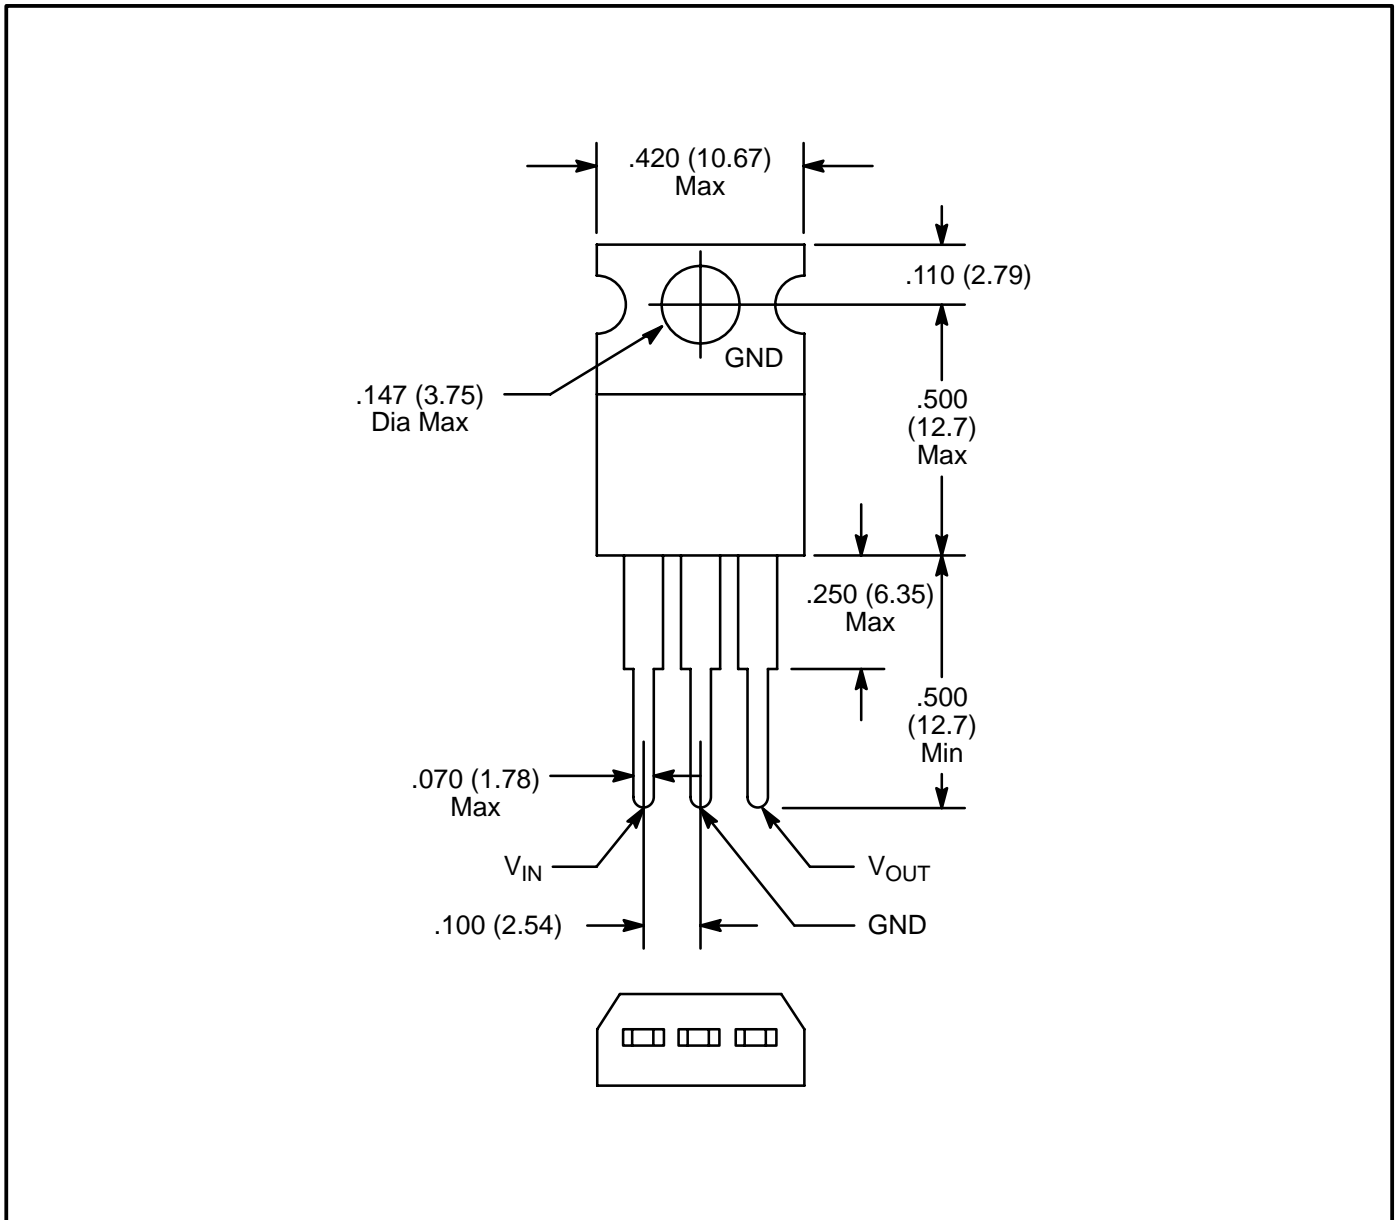 .420 (10.67)
Max
.110 (2.79)
GND
.147 (3.75)
Dia Max
.500
(12.7)
Max
.250 (6.35)
Max
.500
(12.7)
Min
.070 (1.78)
Max
VIN
VOUT
.100 (2.54)
GND